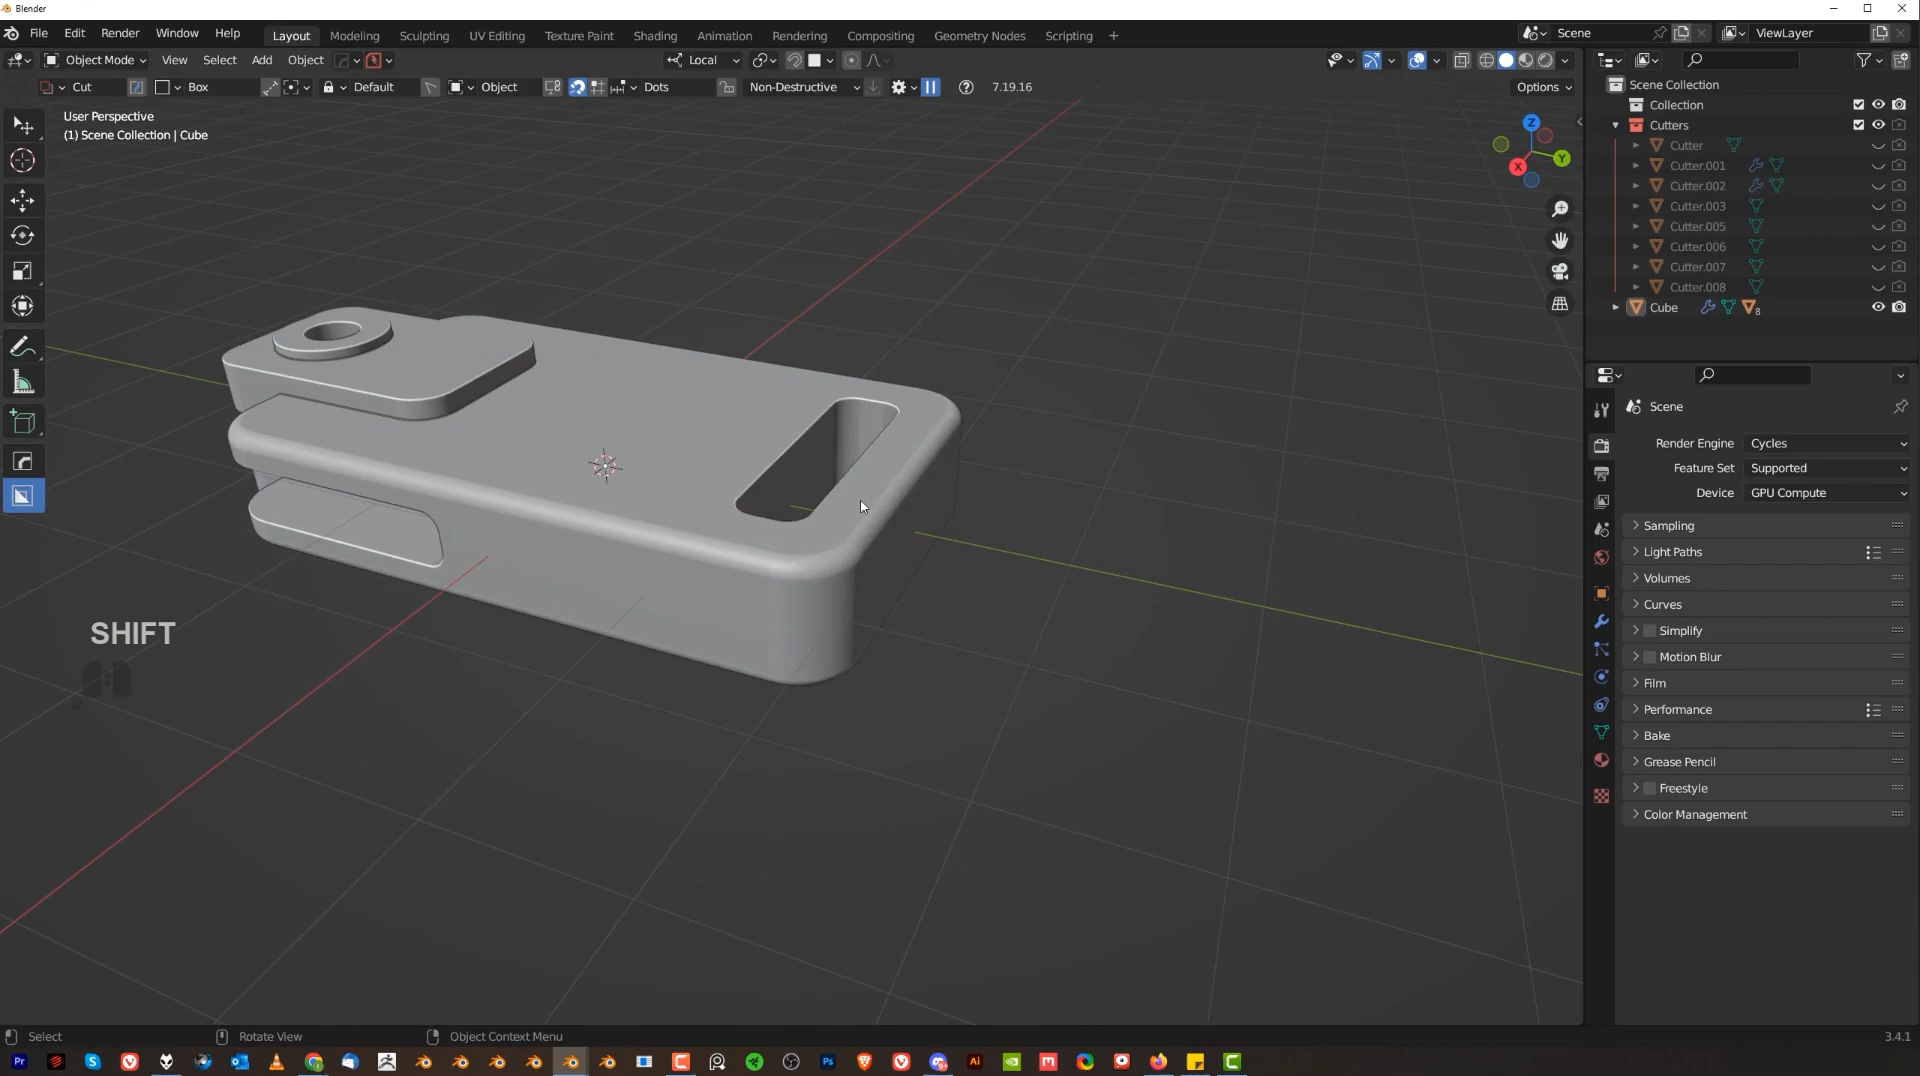 Blender
File Edit Render Window Help
Layout Modeling Sculpting UV Editing Texture Paint Shading Animation Rendering Compositing Geometry Nodes Scripting +
Scene ViewLayer
Object Mode View Select Add Object Local
Cut Box Default Object Dots Non-Destructive 7.19.16 Options
User Perspective
(1) Scene Collection | Cube
Z
Y
X
SHIFT
Scene Collection
Collection
Cutters
Cutter
Cutter.001
Cutter.002
Cutter.003
Cutter.005
Cutter.006
Cutter.007
Cutter.008
Cube 8
Scene
Render Engine Cycles
Feature Set Supported
Device GPU Compute
Sampling
Light Paths
Volumes
Curves
Simplify
Motion Blur
Film
Performance
Bake
Grease Pencil
Freestyle
Color Management
Select Rotate View Object Context Menu 3.4.1
Pr S Ps Ai